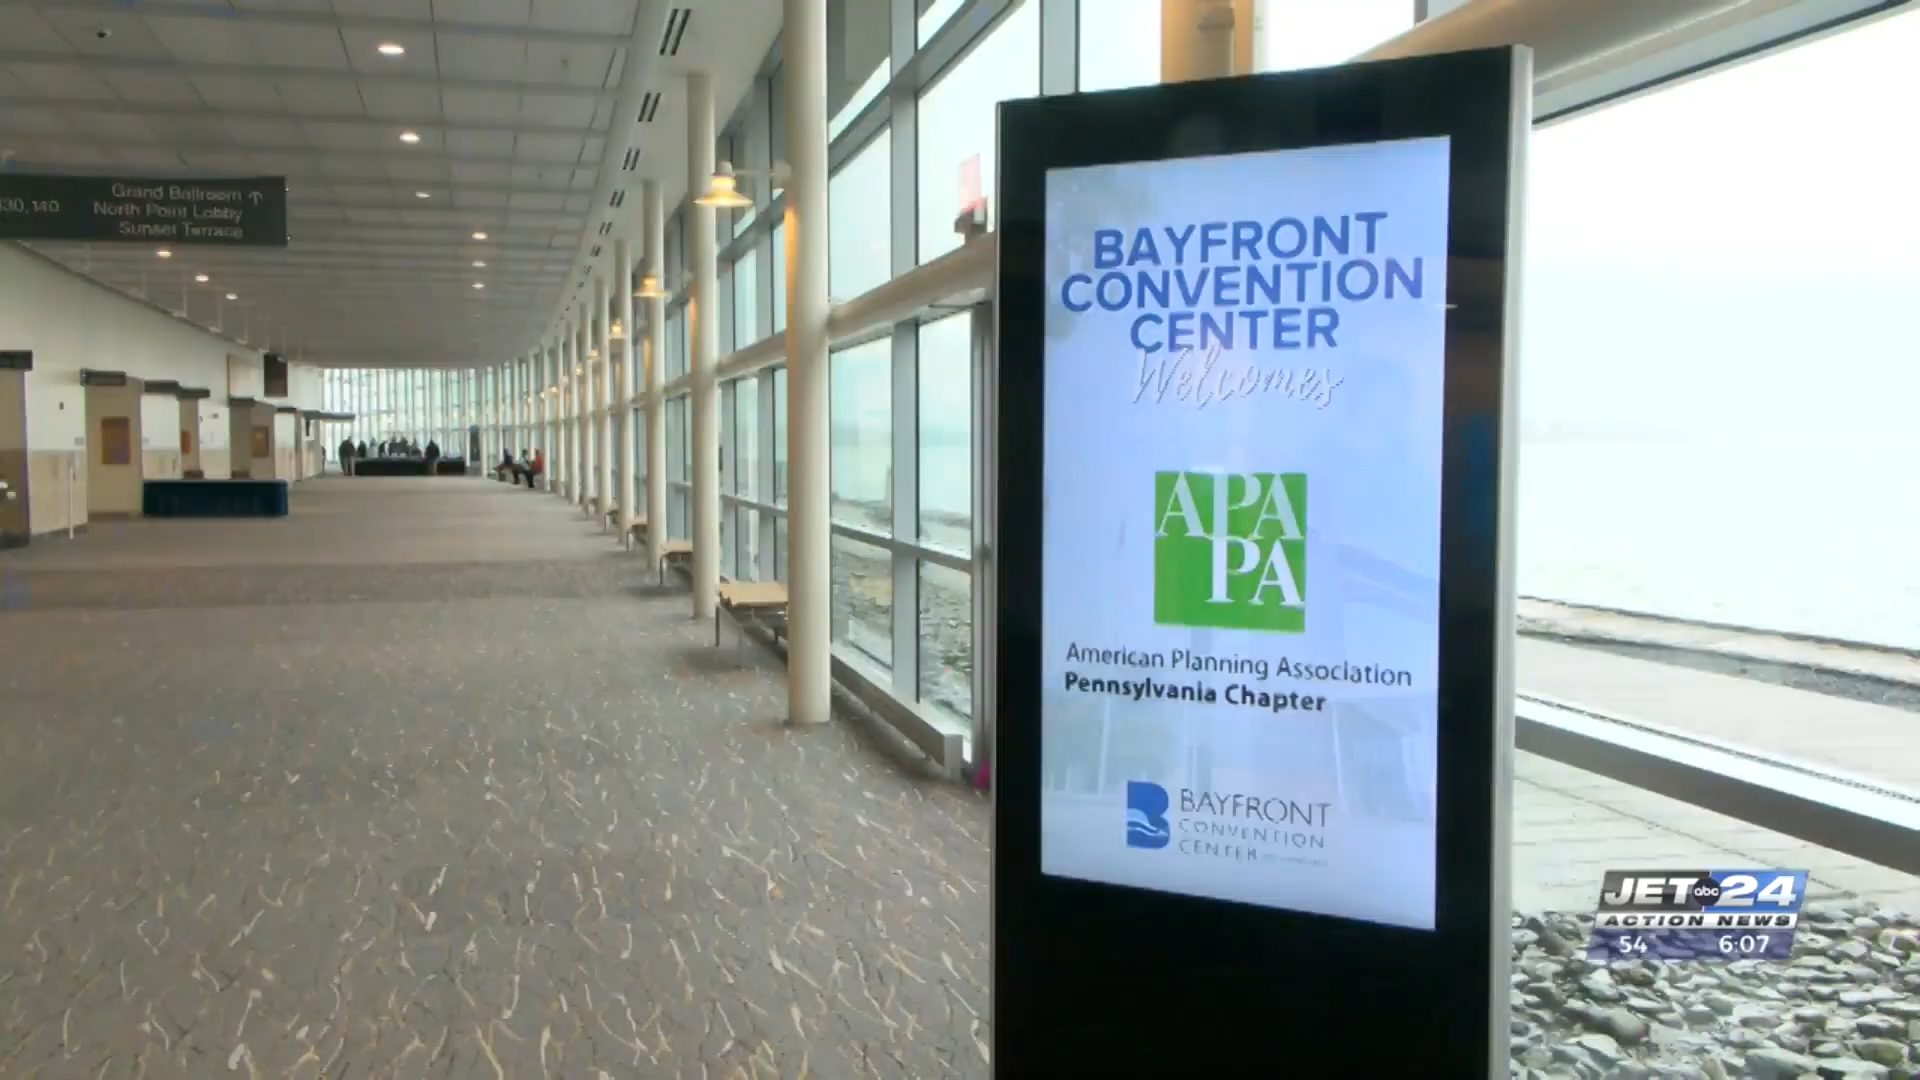 Grand Ballroom ↑
130, 140 North Point Lobby
Sunset Terrace
BAYFRONT
CONVENTION
CENTER
Welcomes
APA
PA
American Planning Association
Pennsylvania Chapter
BAYFRONT
CONVENTION
CENTER
JET abc 24
ACTION NEWS
54 6:07